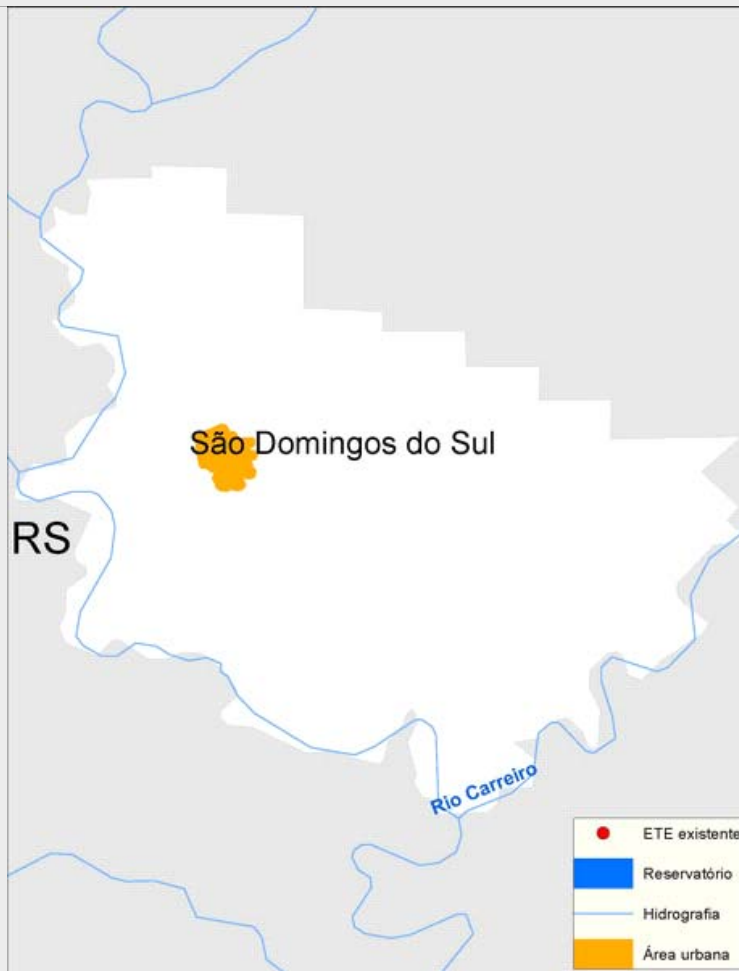 São Domingos do Sul
RS
Rio Carreiro
ETE existente
Reservatório
Hidrografia
Área urbana